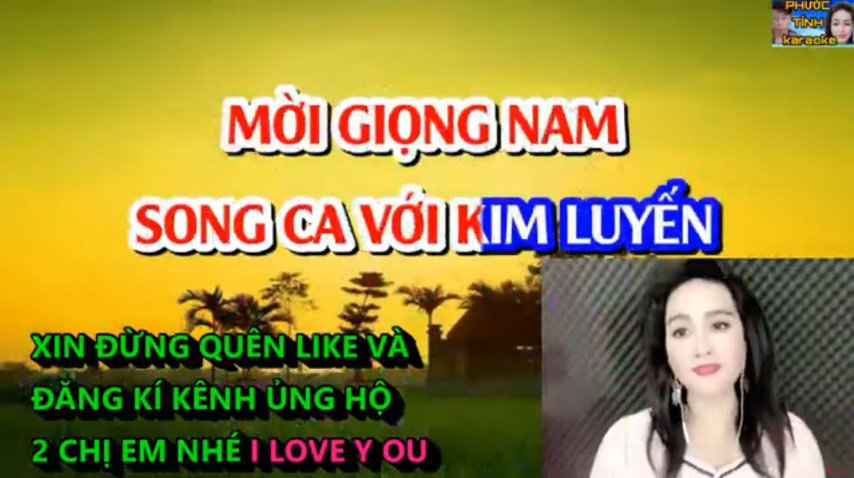 PHƯỚC
TỈNH
karaoke
MỜI GIỌNG NAM
SONG CA VỚI KIM LUYẾN
XIN ĐỪNG QUÊN LIKE VÀ
ĐĂNG KÍ KÊNH ỦNG HỘ
2 CHỊ EM NHÉ I LOVE Y OU